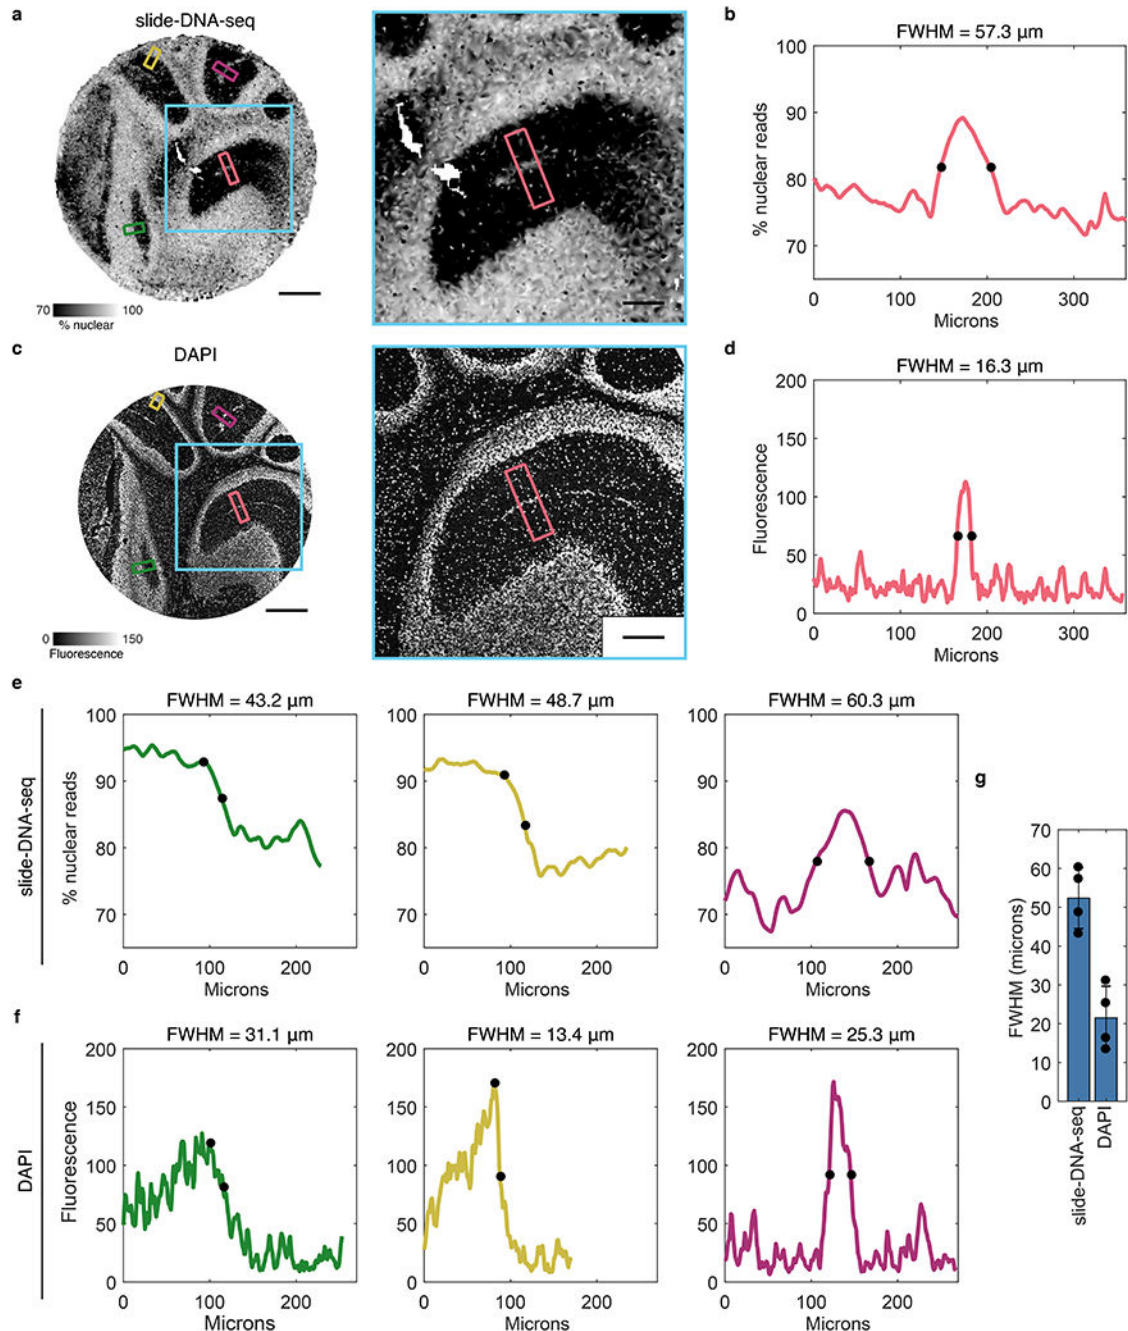 a
slide-DNA-seq
70 100
% nuclear
b
FWHM = 57.3 µm
100
90
80
70
% nuclear reads
0 100 200 300
Microns
c
DAPI
0 150
Fluorescence
d
FWHM = 16.3 µm
200
150
100
50
0
Fluorescence
0 100 200 300
Microns
e
slide-DNA-seq
FWHM = 43.2 µm
100
90
80
70
% nuclear reads
0 100 200
Microns
FWHM = 48.7 µm
100
90
80
70
0 100 200
Microns
FWHM = 60.3 µm
100
90
80
70
0 100 200
Microns
f
DAPI
FWHM = 31.1 µm
200
150
100
50
0
Fluorescence
0 100 200
Microns
FWHM = 13.4 µm
200
150
100
50
0
0 100 200
Microns
FWHM = 25.3 µm
200
150
100
50
0
0 100 200
Microns
g
70
60
50
40
30
20
10
0
FWHM (microns)
slide-DNA-seq
DAPI